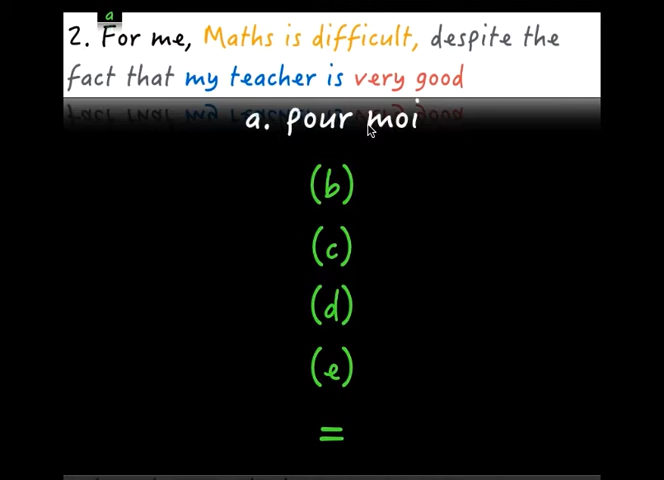 a
2. For me, Maths is difficult, despite the
fact that my teacher is very good
a. pour moi
(b)
(c)
(d)
(e)
=